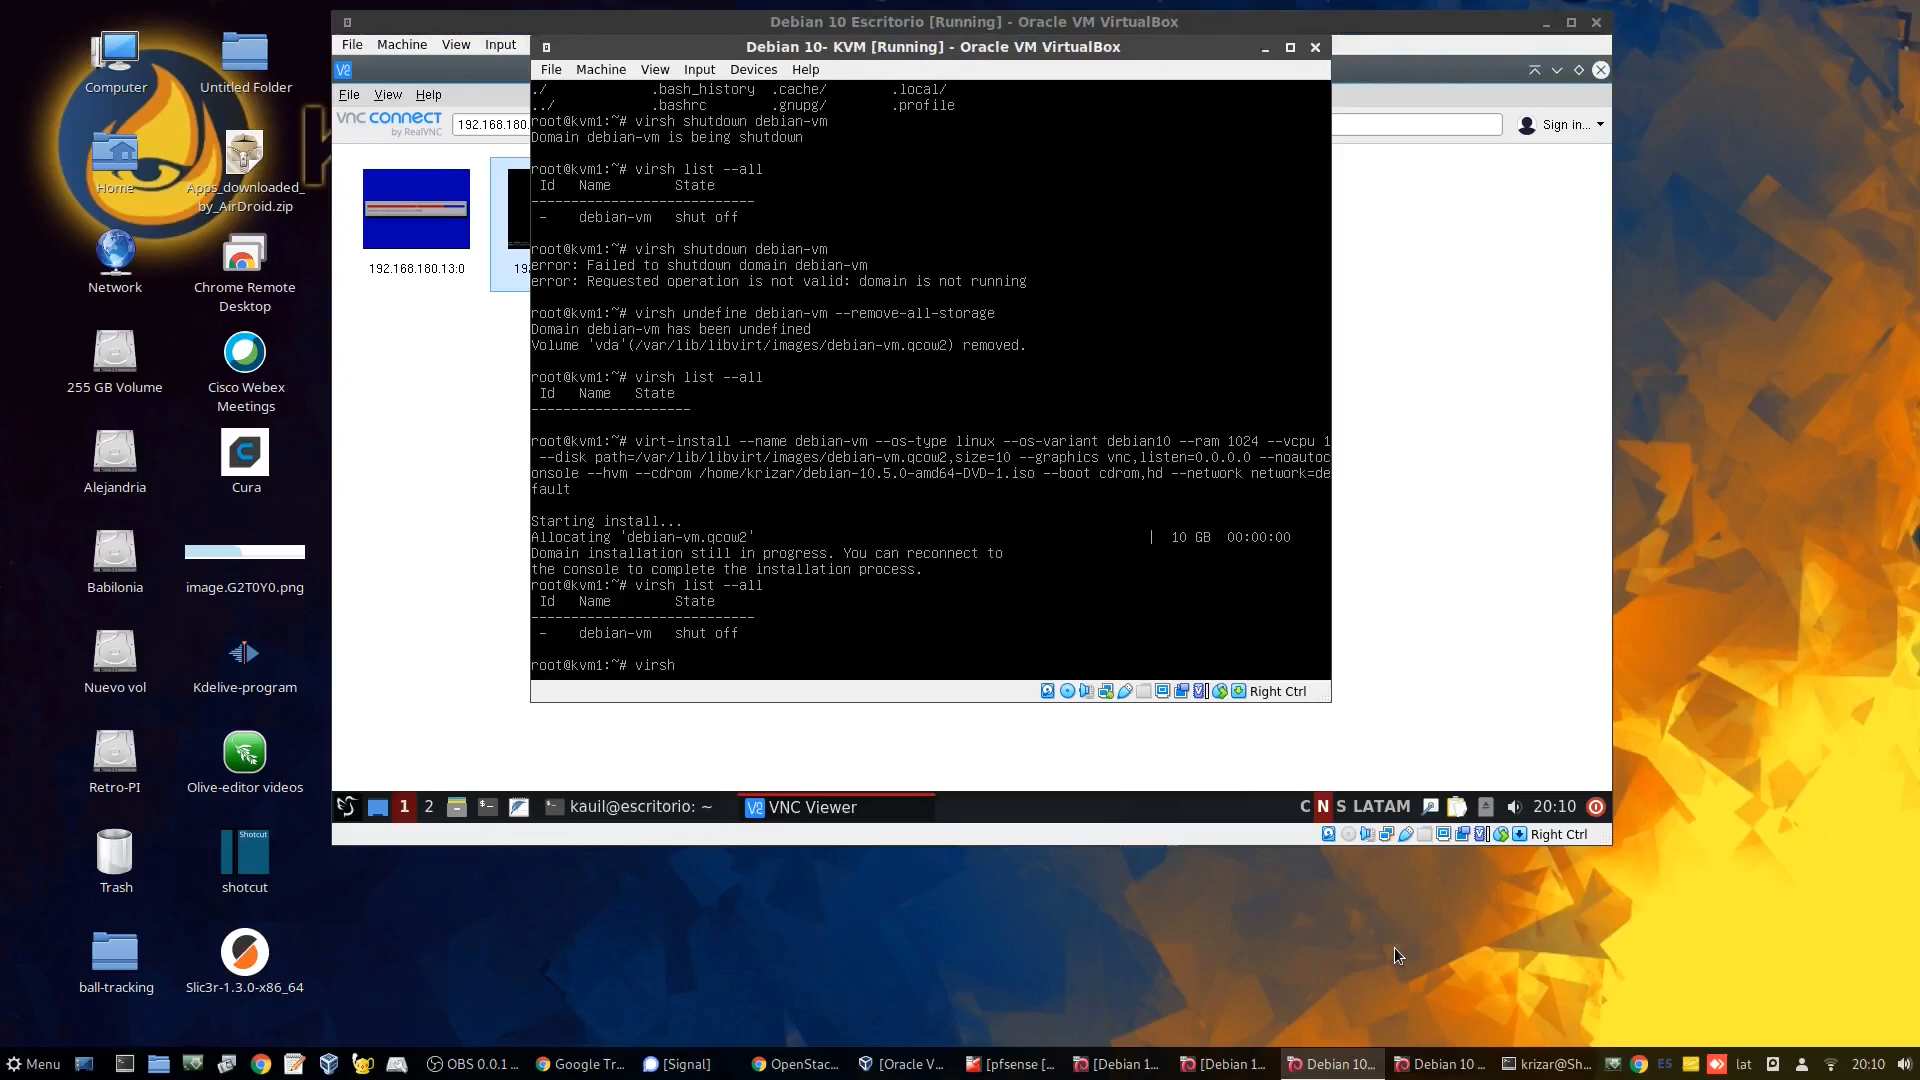 Debian 10 Escritorio [Running] - Oracle VM VirtualBox
File Machine View Input
Debian 10- KVM [Running] - Oracle VM VirtualBox
File Machine View Input Devices Help
./ .bash_history .cache/ .local/
../ .bashrc .gnupg/ .profile
root@kvm1:~# virsh shutdown debian-vm
Domain debian-vm is being shutdown
root@kvm1:~# virsh list --all
Id Name State
---------------------------
- debian-vm shut off
root@kvm1:~# virsh shutdown debian-vm
error: Failed to shutdown domain debian-vm
error: Requested operation is not valid: domain is not running
root@kvm1:~# virsh undefine debian-vm --remove-all-storage
Domain debian-vm has been undefined
Volume 'vda'(/var/lib/libvirt/images/debian-vm.qcow2) removed.
root@kvm1:~# virsh list --all
Id Name State
--------------------
root@kvm1:~# virt-install --name debian-vm --os-type linux --os-variant debian10 --ram 1024 --vcpu 1
--disk path=/var/lib/libvirt/images/debian-vm.qcow2,size=10 --graphics vnc,listen=0.0.0.0 --noautoc
onsole --hvm --cdrom /home/krizar/debian-10.5.0-amd64-DVD-1.iso --boot cdrom,hd --network network=de
fault
Starting install...
Allocating 'debian-vm.qcow2' | 10 GB 00:00:00
Domain installation still in progress. You can reconnect to
the console to complete the installation process.
root@kvm1:~# virsh list --all
Id Name State
----------------------------
- debian-vm shut off
root@kvm1:~# virsh
Right Ctrl
File View Help
VNC CONNECT
by RealVNC
192.168.180.
Sign in...
192.168.180.13:0
19
1 2 kauil@escritorio: ~ VNC Viewer C N S LATAM 20:10
Right Ctrl
Computer
Untitled Folder
Home
Apps_downloaded_
by_AirDroid.zip
Network
Chrome Remote
Desktop
255 GB Volume
Cisco Webex
Meetings
Alejandria
Cura
Babilonia
image.G2T0Y0.png
Nuevo vol
Kdelive-program
Retro-PI
Olive-editor videos
Trash
Shotcut
shotcut
ball-tracking
Slic3r-1.3.0-x86_64
Menu OBS 0.0.1 ... Google Tr... [Signal] OpenStac... [Oracle V... [pfsense [... [Debian 1... [Debian 1... Debian 10... Debian 10 ... krizar@Sh... ES lat 20:10